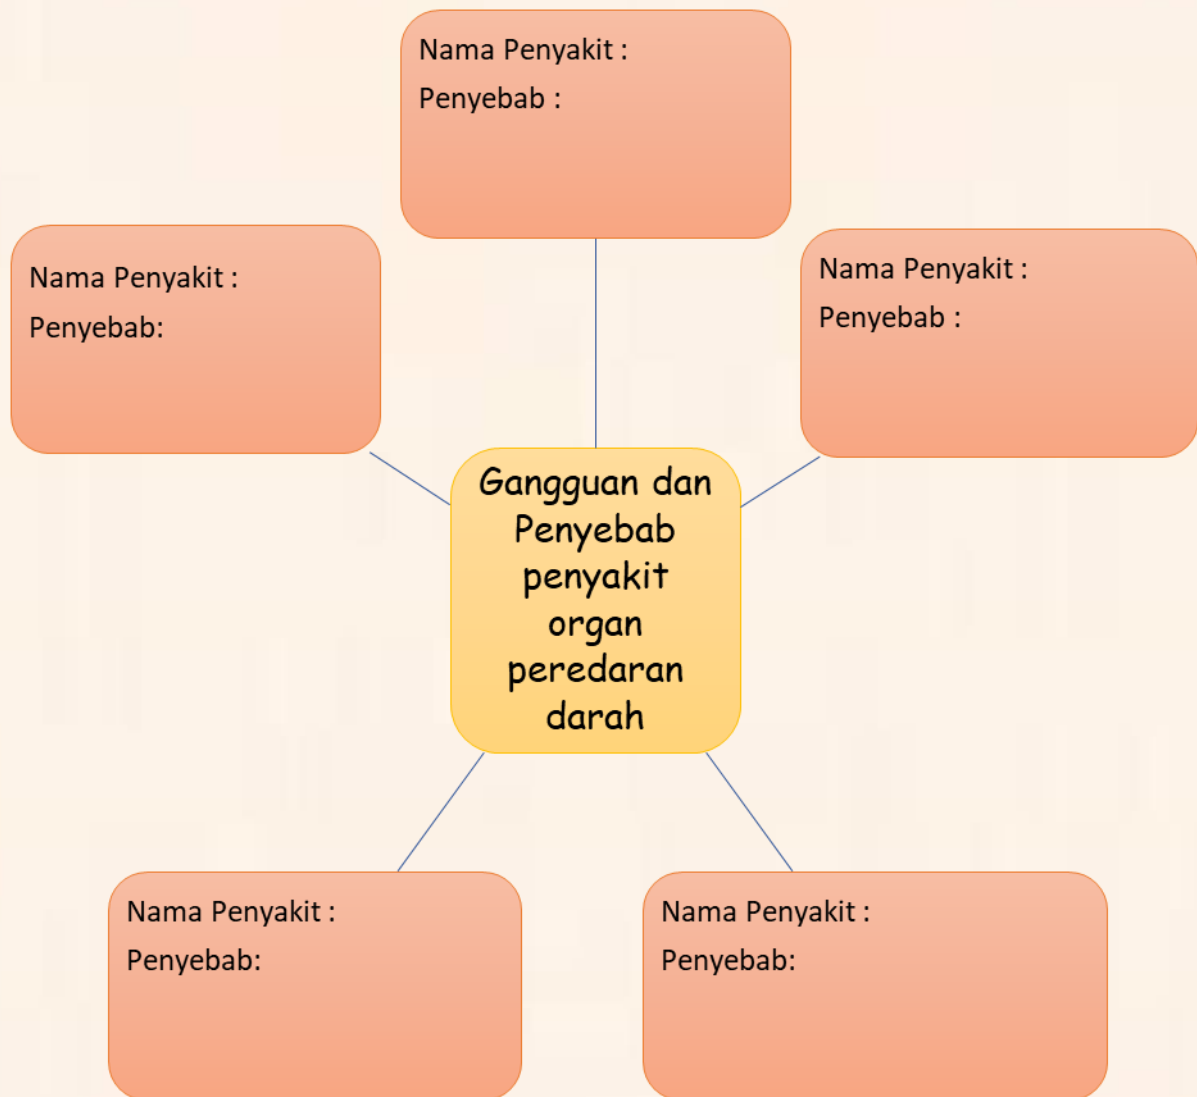 Nama Penyakit :
Penyebab :
Nama Penyakit :
Penyebab:
Nama Penyakit :
Penyebab :
Gangguan dan
Penyebab
penyakit
organ
peredaran
darah
Nama Penyakit :
Penyebab:
Nama Penyakit :
Penyebab: